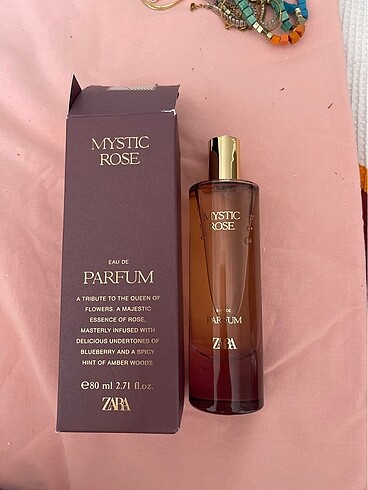 MYSTIC
ROSE
EAU DE
PARFUM
A TRIBUTE TO THE QUEEN OF
FLOWERS. A MAJESTIC
ESSENCE OF ROSE,
MASTERLY INFUSED WITH
DELICIOUS UNDERTONES OF
BLUEBERRY AND A SPICY
HINT OF AMBER WOODS
℮80 ml 2.71 fl.oz.
ZARA
MYSTIC
ROSE
EAU DE
PARFUM
ZARA